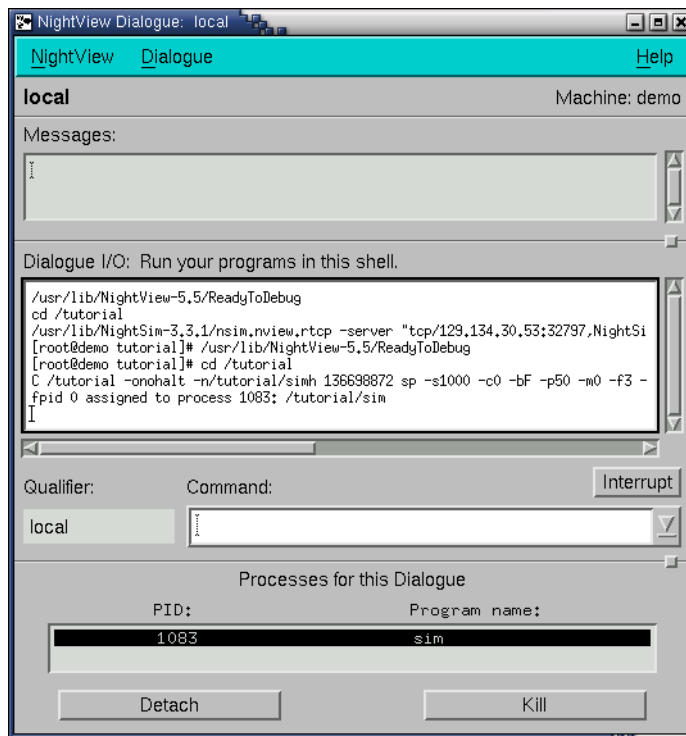 NightView Dialogue: local
NightView Dialogue Help
local Machine: demo
Messages:
Dialogue I/O: Run your programs in this shell.
/usr/lib/NightView-5.5/ReadyToDebug
cd /tutorial
/usr/lib/NightSim-3.3.1/nsim.nview.rtcp -server "tcp/129.134.30.53:32797,NightSi
[root@demo tutorial]# /usr/lib/NightView-5.5/ReadyToDebug
[root@demo tutorial]# cd /tutorial
C /tutorial -onohalt -n/tutorial/simh 136698872 sp -s1000 -c0 -bF -p50 -m0 -f3 -
fpid 0 assigned to process 1083: /tutorial/sim
Interrupt
Qualifier: Command:
local
Processes for this Dialogue
PID: Program name:
1083 sim
Detach Kill